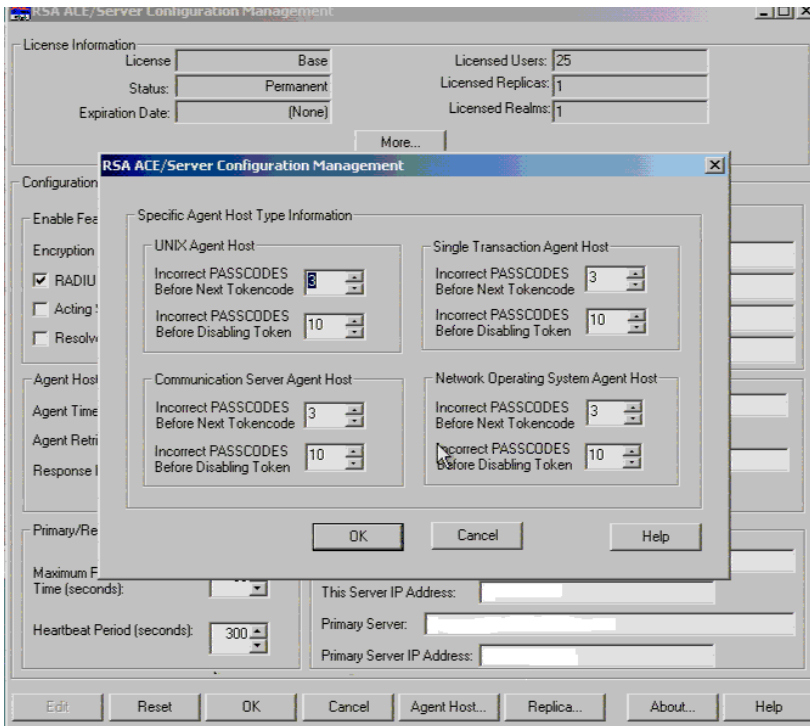 RSA ACE/Server Configuration Management
License Information
License Base
Status: Permanent
Expiration Date: (None)
Licensed Users: 25
Licensed Replicas: 1
Licensed Realms: 1
More...
RSA ACE/Server Configuration Management
Configuration
Enable Fea
Encryption
RADIU
Acting
Resolv
Agent Host
Agent Time
Agent Retri
Response
Primary/Re
Specific Agent Host Type Information
UNIX Agent Host
Incorrect PASSCODES
Before Next Tokencode
3
Incorrect PASSCODES
Before Disabling Token
10
Single Transaction Agent Host
Incorrect PASSCODES
Before Next Tokencode
3
Incorrect PASSCODES
Before Disabling Token
10
Communication Server Agent Host
Incorrect PASSCODES
Before Next Tokencode
3
Incorrect PASSCODES
Before Disabling Token
10
Network Operating System Agent Host
Incorrect PASSCODES
Before Next Tokencode
3
Incorrect PASSCODES
Before Disabling Token
10
OK
Cancel
Help
Maximum F
Time (seconds):
Heartbeat Period (seconds): 300
This Server IP Address:
Primary Server:
Primary Server IP Address:
Edit
Reset
OK
Cancel
Agent Host...
Replica...
About...
Help